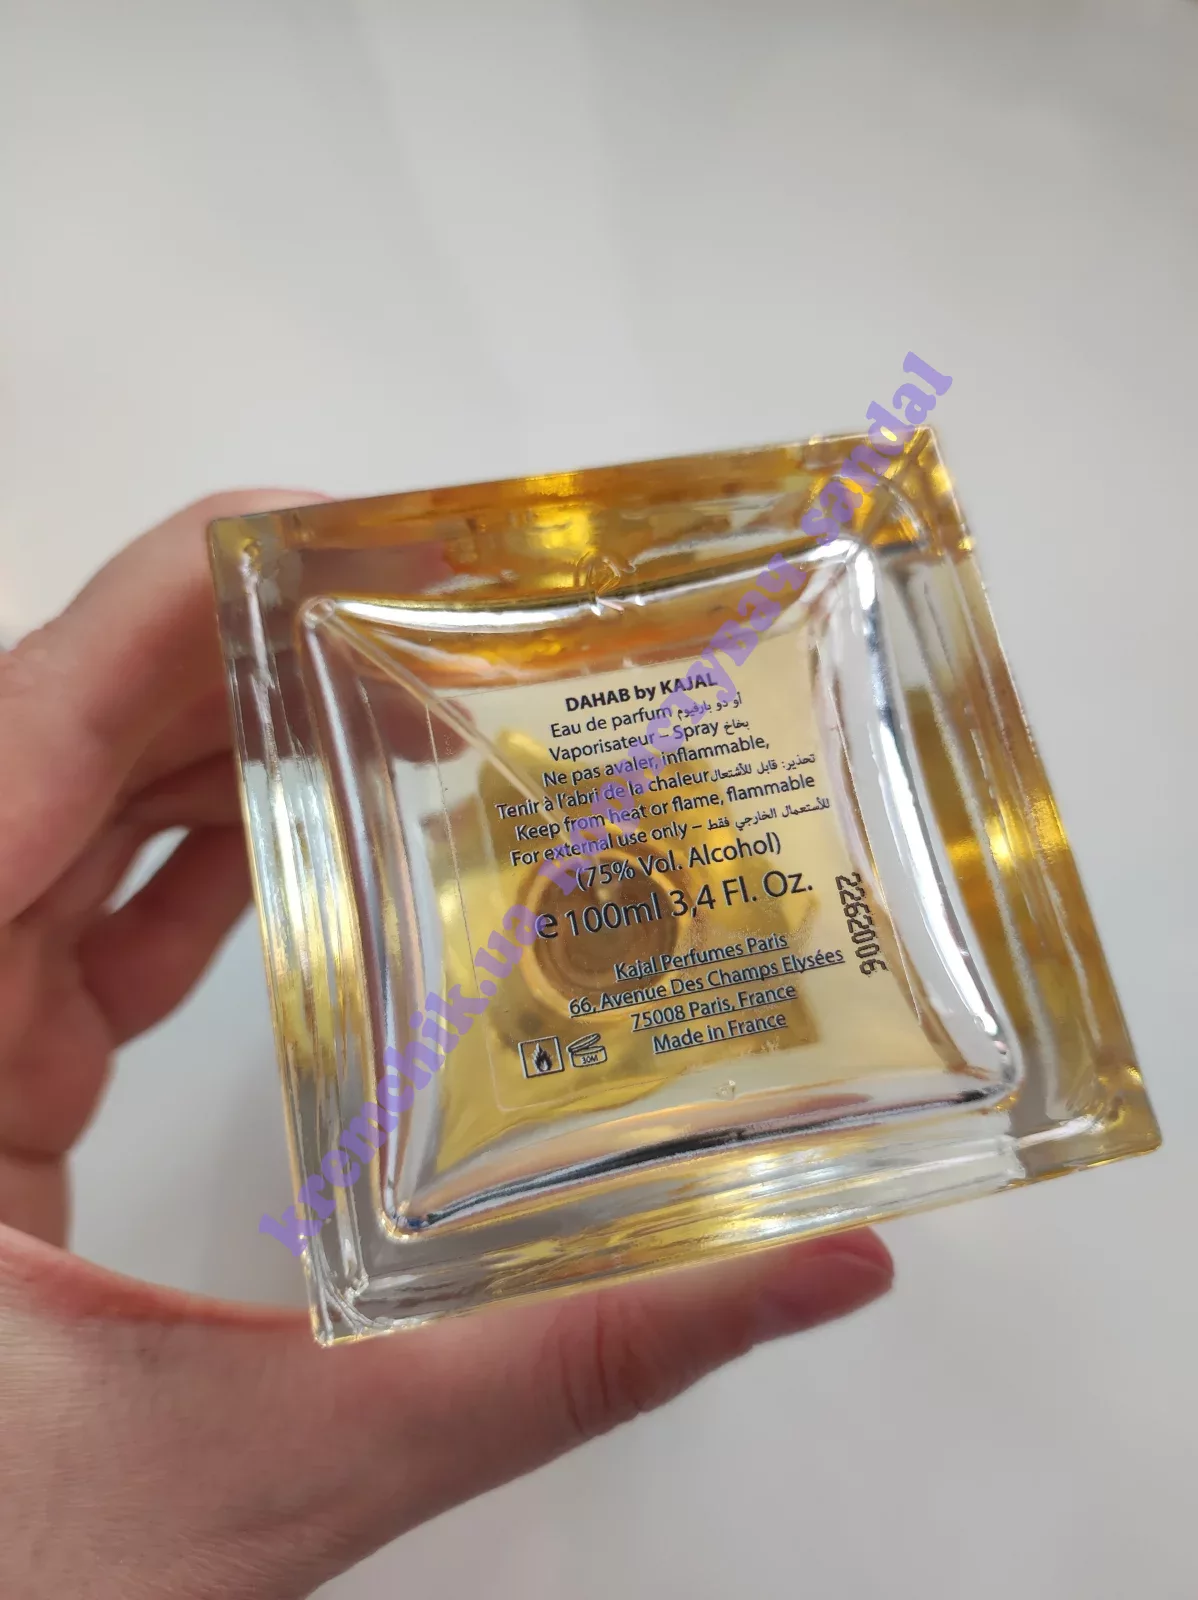 DAHAB by KAJAL
Eau de parfum أو دو بارفيوم
Vaporisateur – Spray بخاخ
Ne pas avaler, inflammable,
Tenir à l'abri de la chaleur تحذير: قابل للأشتعال
Keep from heat or flame, flammable
For external use only – للأستعمال الخارجي فقط
(75% Vol. Alcohol)
e 100ml 3,4 Fl. Oz.
Kajal Perfumes Paris
66, Avenue Des Champs Elysées
75008 Paris, France
Made in France
30M
2262006
kremchik.ua sandal